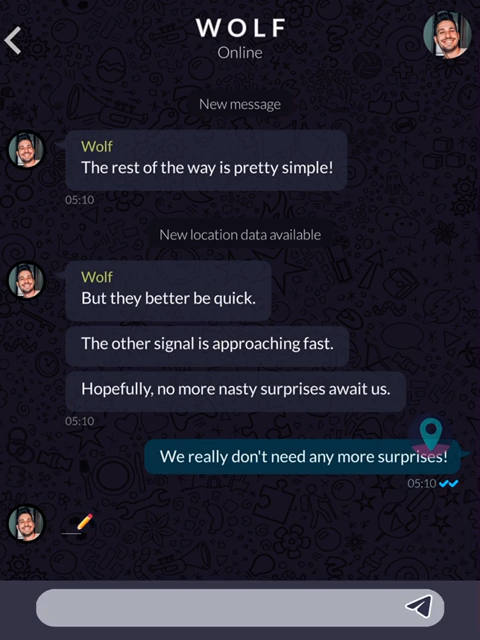 WOLF
Online
New message
Wolf
The rest of the way is pretty simple!
05:10
New location data available
Wolf
But they better be quick.
The other signal is approaching fast.
Hopefully, no more nasty surprises await us.
05:10
We really don't need any more surprises!
05:10